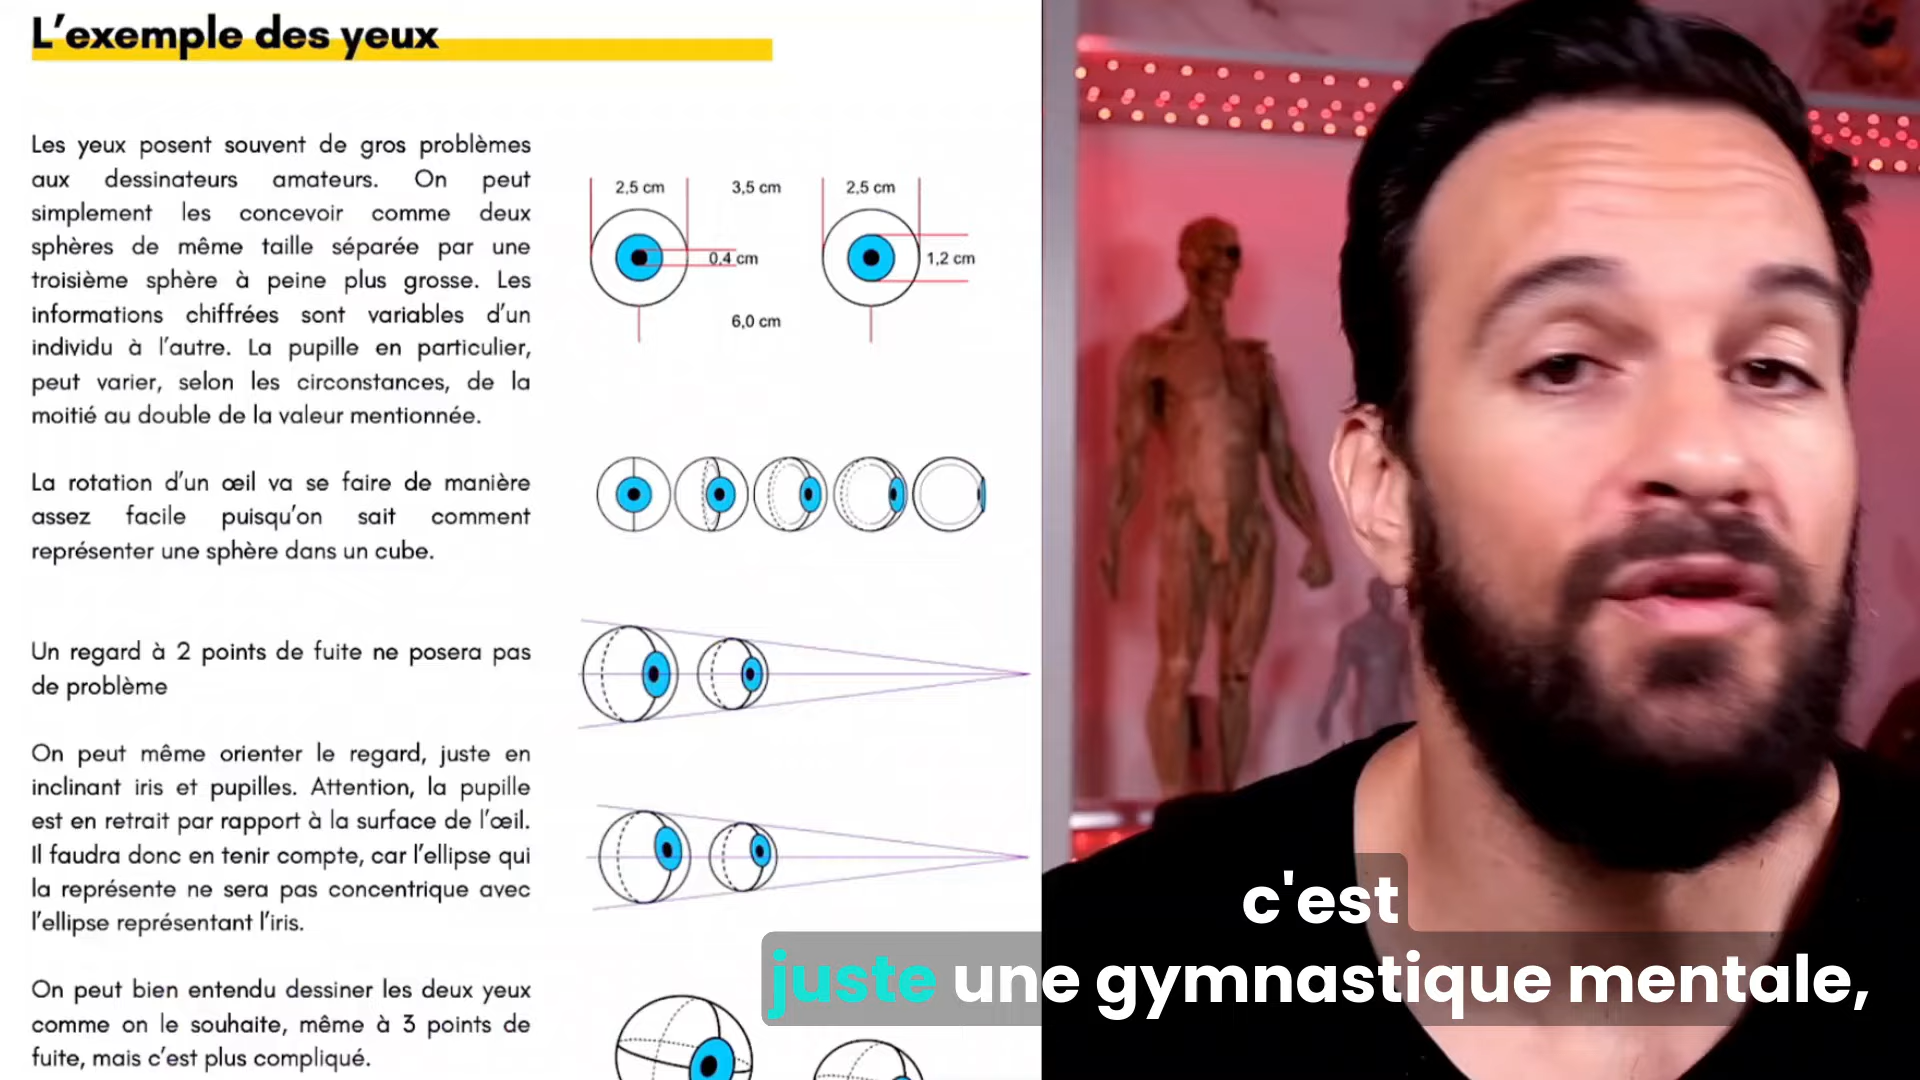 L'exemple des yeux
Les yeux posent souvent de gros problèmes
aux dessinateurs amateurs. On peut
simplement les concevoir comme deux
sphères de même taille séparée par une
troisième sphère à peine plus grosse. Les
informations chiffrées sont variables d'un
individu à l'autre. La pupille en particulier,
peut varier, selon les circonstances, de la
moitié au double de la valeur mentionnée.
La rotation d'un œil va se faire de manière
assez facile puisqu'on sait comment
représenter une sphère dans un cube.
Un regard à 2 points de fuite ne posera pas
de problème
On peut même orienter le regard, juste en
inclinant iris et pupilles. Attention, la pupille
est en retrait par rapport à la surface de l'œil.
Il faudra donc en tenir compte, car l'ellipse qui
la représente ne sera pas concentrique avec
l'ellipse représentant l'iris.
On peut bien entendu dessiner les deux yeux
comme on le souhaite, même à 3 points de
fuite, mais c'est plus compliqué.
2,5 cm 3,5 cm 2,5 cm
0,4 cm 1,2 cm
6,0 cm
c'est
juste une gymnastique mentale,